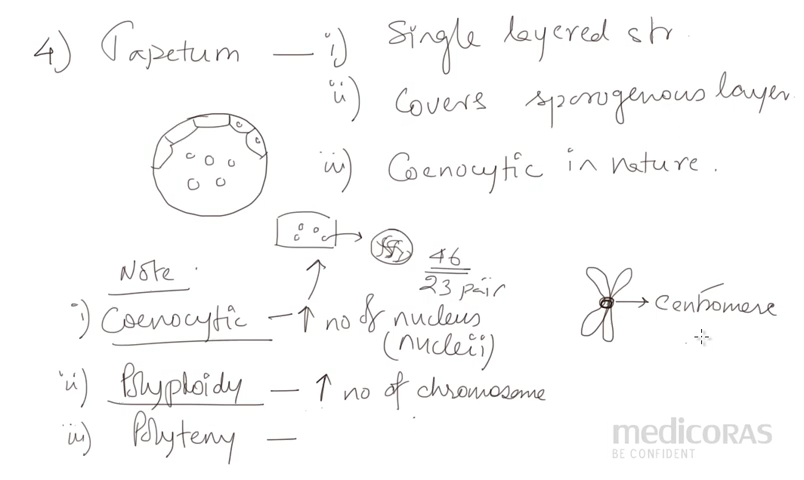 4) Tapetum — i) Single layered str.
ii) Covers sporogenous layer
iii) Coenocytic in nature.
46
23 pair
Note
i) Coenocytic — ↑ no of nucleus
(nucleii)
→ Centromere
ii) Polyploidy — ↑ no of chromosome
iii) Polyteny —
medicoras
BE CONFIDENT